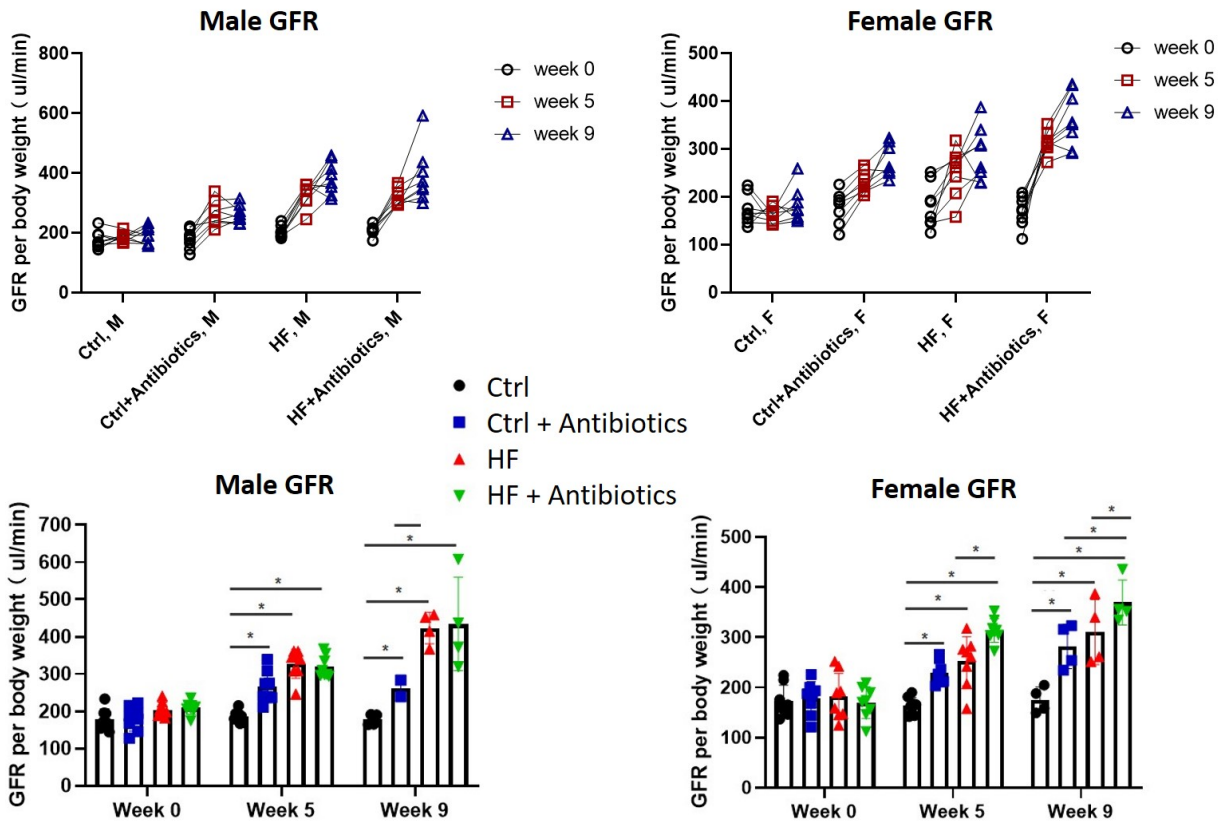 Male GFR
GFR per body weight ( ul/min)
800
600
400
200
0
Ctrl, M
Ctrl+Antibiotics, M
HF, M
HF+Antibiotics, M
week 0
week 5
week 9
Female GFR
GFR per body weight ( ul/min)
500
400
300
200
100
0
Ctrl, F
Ctrl+Antibiotics, F
HF, F
HF+Antibiotics, F
week 0
week 5
week 9
Ctrl
Ctrl + Antibiotics
HF
HF + Antibiotics
Male GFR
GFR per body weight ( ul/min)
700
600
500
400
300
200
100
0
*
*
*
*
*
*
*
Week 0
Week 5
Week 9
Female GFR
GFR per body weight ( ul/min)
500
400
300
200
100
0
*
*
*
*
*
*
*
*
*
Week 0
Week 5
Week 9